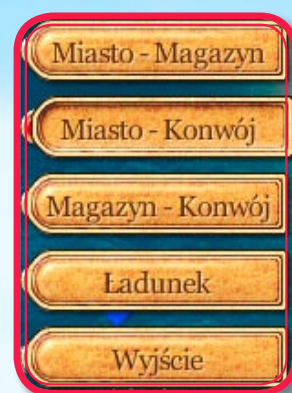 Miasto - Magazyn
Miasto - Konwój
Magazyn - Konwój
Ładunek
Wyjście